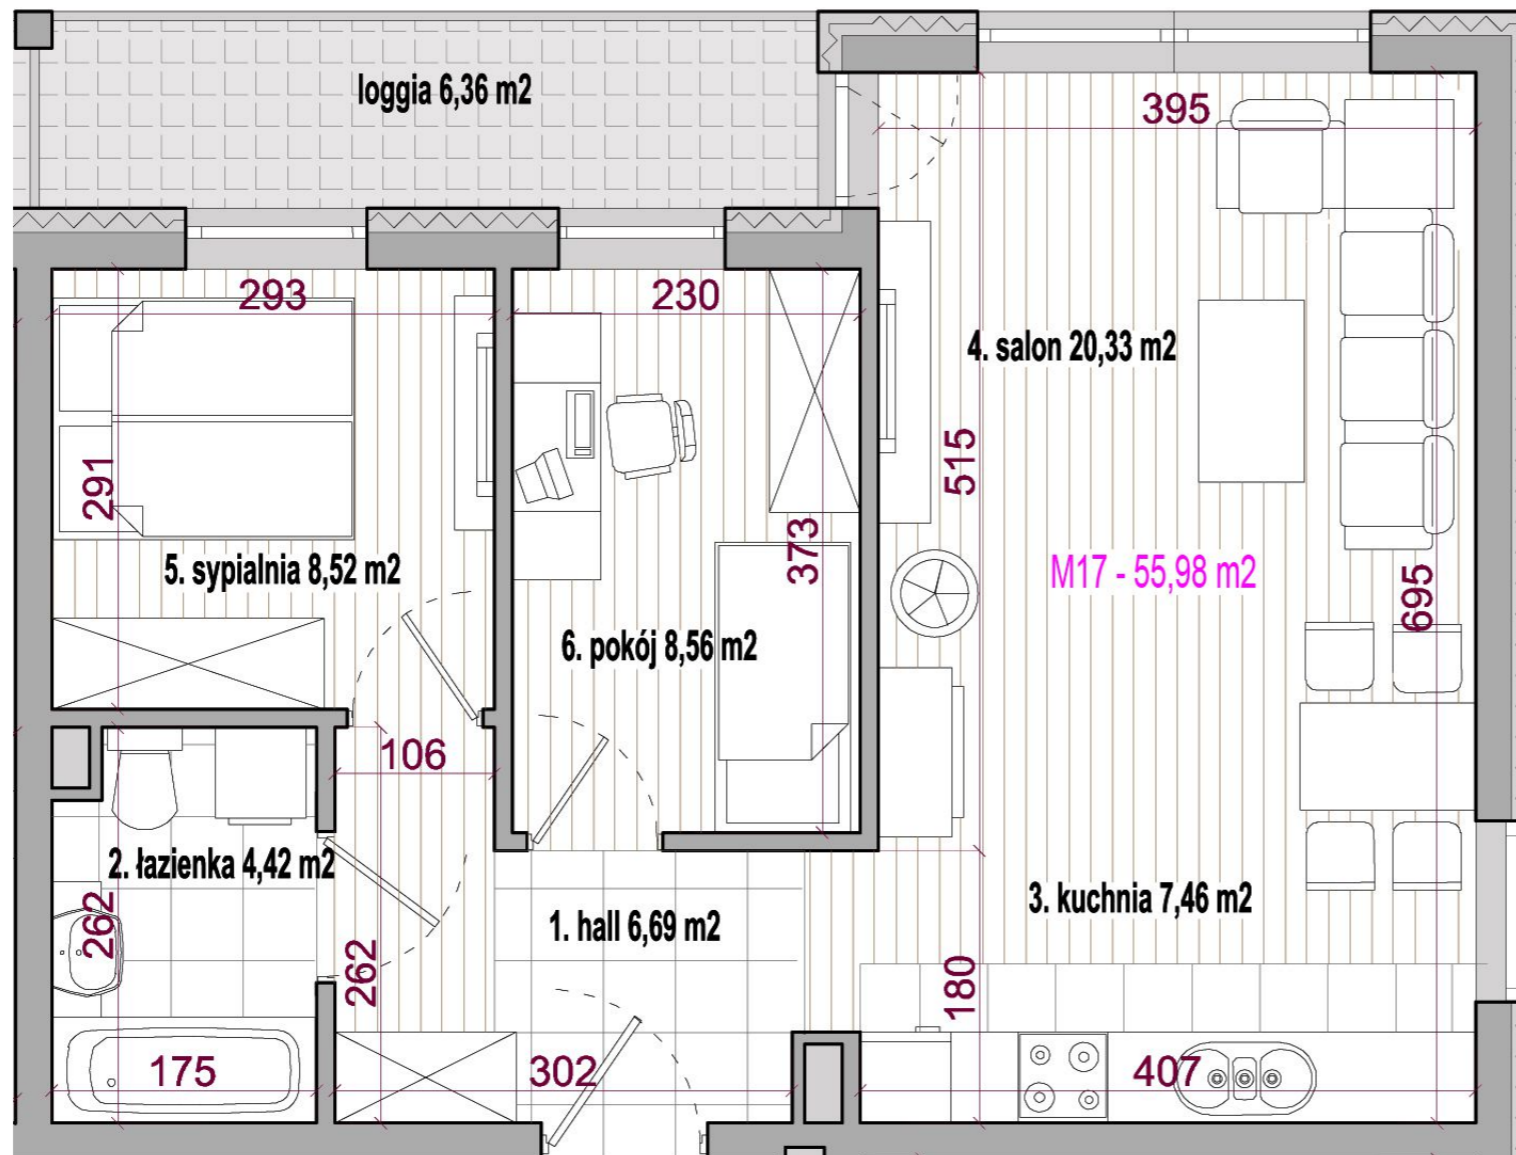 loggia 6,36 m2
395
293
230
4. salon 20,33 m2
515
291
373
5. sypialnia 8,52 m2
M17 - 55,98 m2
695
6. pokój 8,56 m2
106
2. łazienka 4,42 m2
3. kuchnia 7,46 m2
262
1. hall 6,69 m2
262
180
175
302
407